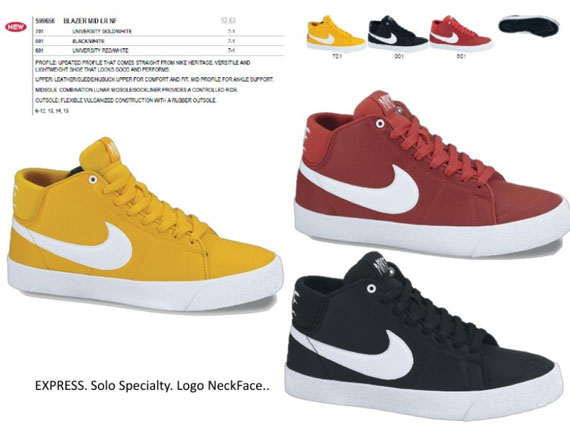 NEW 599656 BLAZER MID LR NF 52,63
701 UNIVERSITY GOLD/WHITE 7-1
001 BLACK/WHITE 7-1
601 UNIVERSITY RED/WHITE 7-1
PROFILE: UPDATED PROFILE THAT COMES STRAIGHT FROM NIKE HERITAGE. VERSITILE AND
LIGHTWEIGHT SHOE THAT LOOKS GOOD AND PERFORMS.
UPPER: LEATHER/SUEDE/NUBUCK UPPER FOR COMFORT AND FIT. MID PROFILE FOR ANKLE SUPPORT.
MIDSOLE: COMBINATION LUNAR MIDSOLE/SOCKLINER PROVIDES A CONTROLLED RIDE.
OUTSOLE: FLEXIBLE VULCANIZED CONSTRUCTION WITH A RUBBER OUTSOLE.
6-12, 13, 14, 15
701 001 601
EXPRESS. Solo Specialty. Logo NeckFace..